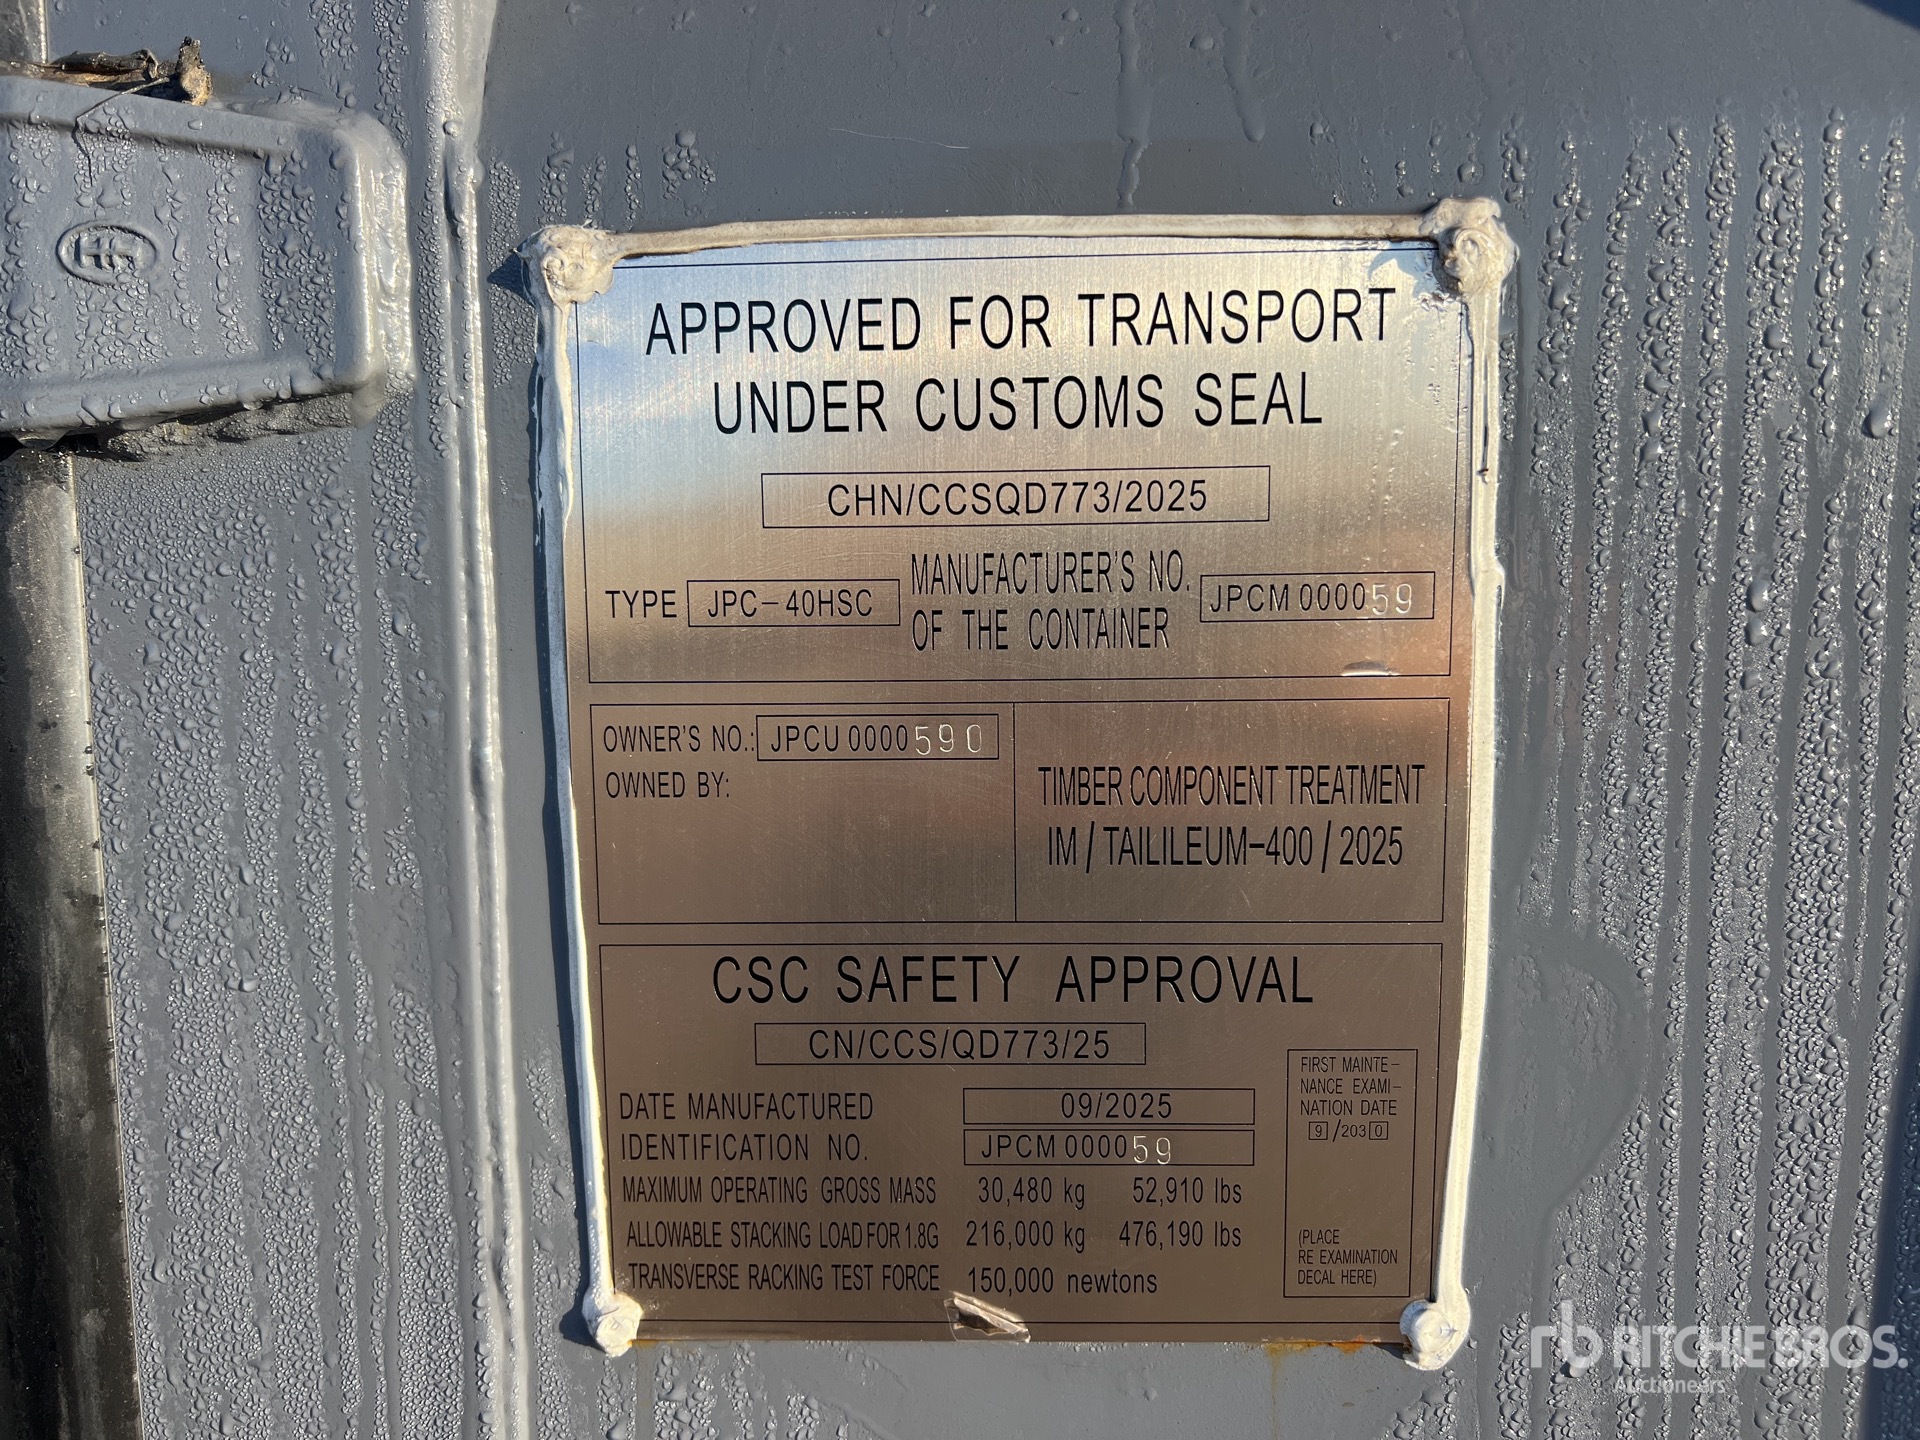 APPROVED FOR TRANSPORT
UNDER CUSTOMS SEAL
CHN/CCSQD773/2025
TYPE JPC-40HSC MANUFACTURER'S NO. OF THE CONTAINER JPCM 000059
OWNER'S NO.: JPCU 0000590
OWNED BY:
TIMBER COMPONENT TREATMENT
IM/TAILILEUM-400/2025
CSC SAFETY APPROVAL
CN/CCS/QD773/25
DATE MANUFACTURED 09/2025
IDENTIFICATION NO. JPCM 000059
MAXIMUM OPERATING GROSS MASS 30,480 kg 52,910 lbs
ALLOWABLE STACKING LOAD FOR 1.8G 216,000 kg 476,190 lbs
TRANSVERSE RACKING TEST FORCE 150,000 newtons
FIRST MAINTE-
NANCE EXAMI-
NATION DATE
9/2030
(PLACE
RE EXAMINATION
DECAL HERE)
rb RITCHIE BROS.
Auctioneers